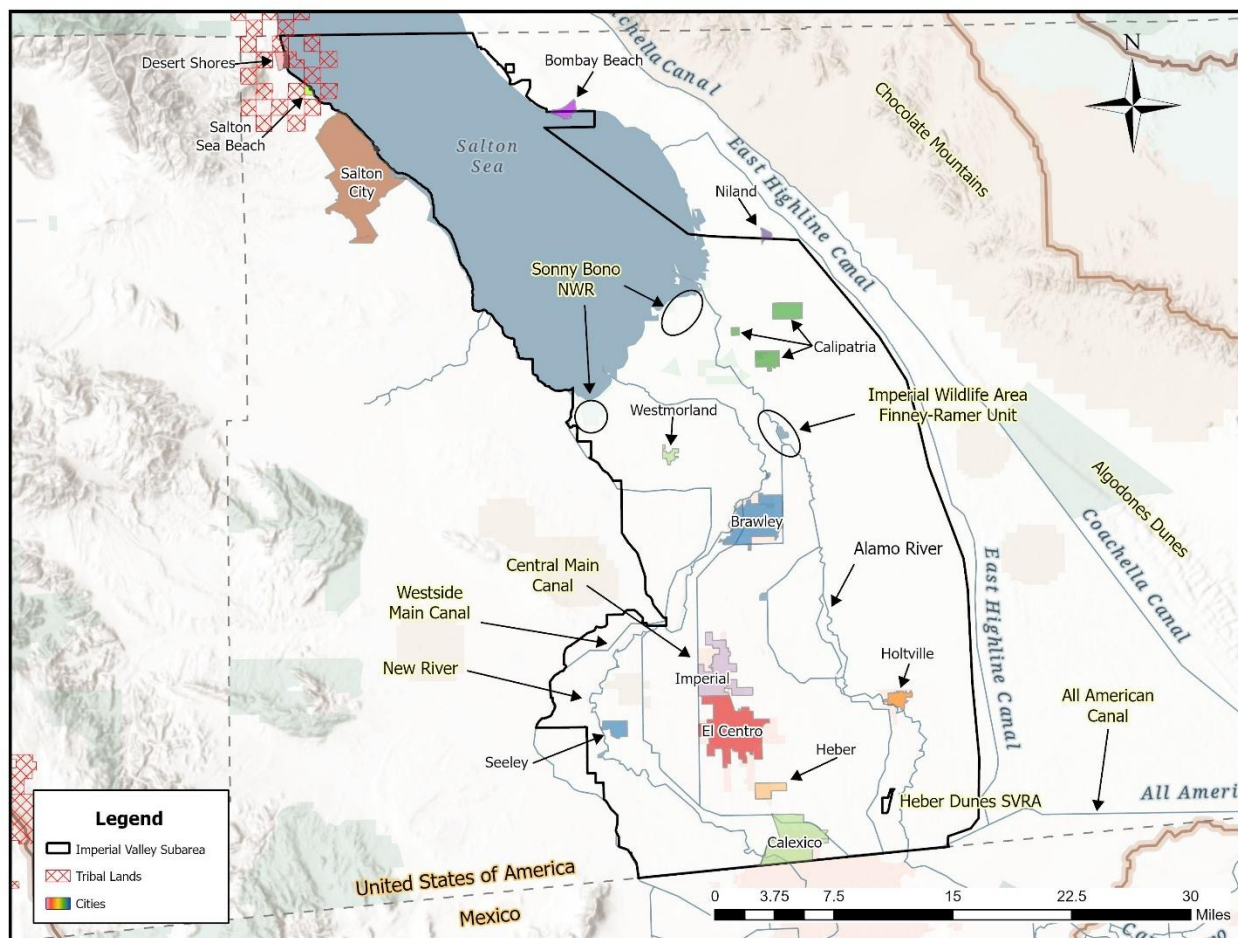 Desert Shores
Salton
Sea Beach
Salton
City
Salton
Sea
Bombay Beach
Coachella Canal
N
Chocolate Mountains
East Highline Canal
Niland
Sonny Bono
NWR
Calipatria
Westmorland
Imperial Wildlife Area
Finney-Ramer Unit
Algodones Dunes
Coachella Canal
Brawley
Alamo River
Central Main
Canal
Westside
Main Canal
New River
East Highline Canal
Imperial
Holtville
El Centro
All American
Canal
Seeley
Heber
Heber Dunes SVRA
All Ameri
Calexico
United States of America
Mexico
Legend
Imperial Valley Subarea
Tribal Lands
Cities
0 3.75 7.5 15 22.5 30
Miles